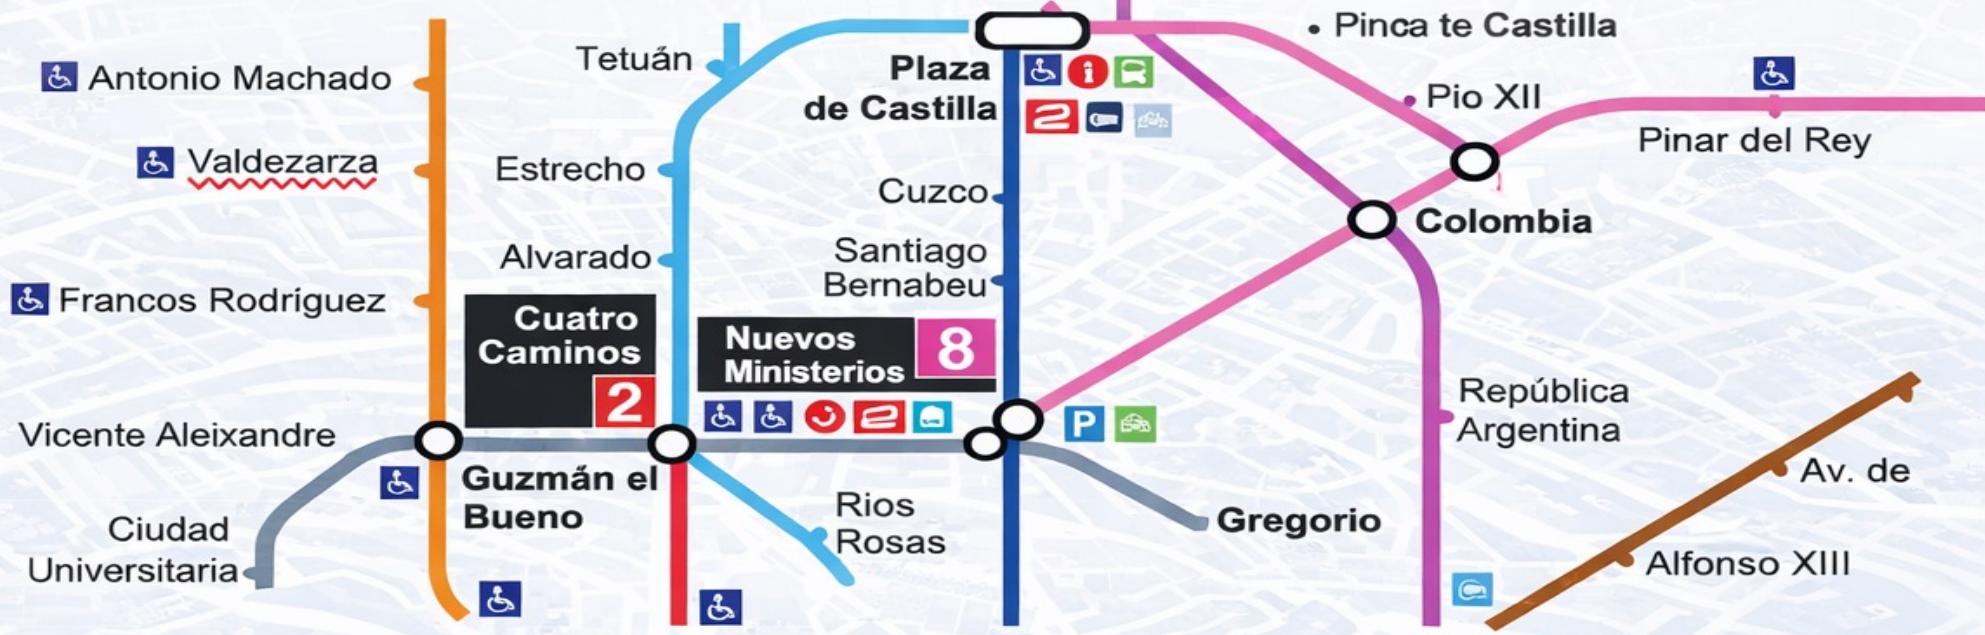 Pinca te Castilla
Tetuán
Antonio Machado
Plaza
de Castilla
Pio XII
2
Pinar del Rey
Valdezarza
Estrecho
Cuzco
Colombia
Alvarado
Santiago
Bernabeu
Francos Rodríguez
Cuatro
Caminos
2
Nuevos
Ministerios
8
2
P
República
Argentina
Vicente Aleixandre
Guzmán el
Bueno
Av. de
Rios
Rosas
Gregorio
Ciudad
Universitaria
Alfonso XIII